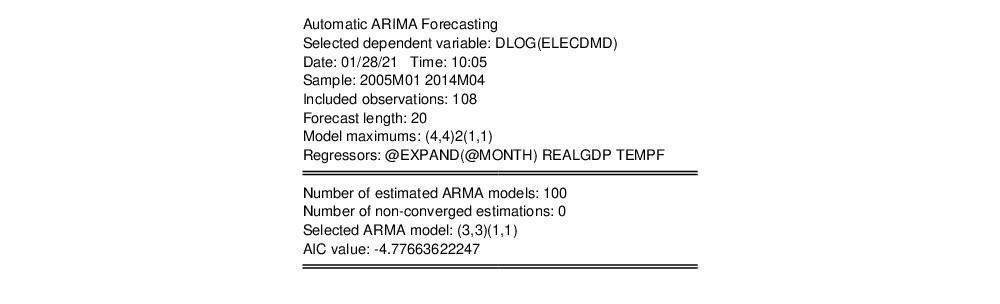 Automatic ARIMA Forecasting
Selected dependent variable: DLOG(ELECDMD)
Date: 01/28/21   Time: 10:05
Sample: 2005M01 2014M04
Included observations: 108
Forecast length: 20
Model maximums: (4,4)2(1,1)
Regressors: @EXPAND(@MONTH) REALGDP TEMPF
Number of estimated ARMA models: 100
Number of non-converged estimations: 0
Selected ARMA model: (3,3)(1,1)
AIC value: -4.77663622247